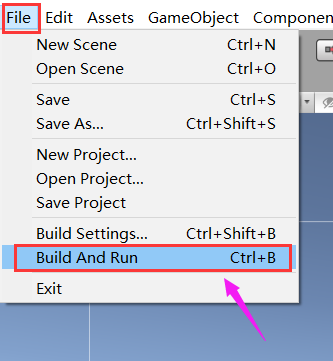 File Edit Assets GameObject Componen
New Scene Ctrl+N
Open Scene Ctrl+O
Save Ctrl+S
Save As... Ctrl+Shift+S
New Project...
Open Project...
Save Project
Build Settings... Ctrl+Shift+B
Build And Run Ctrl+B
Exit